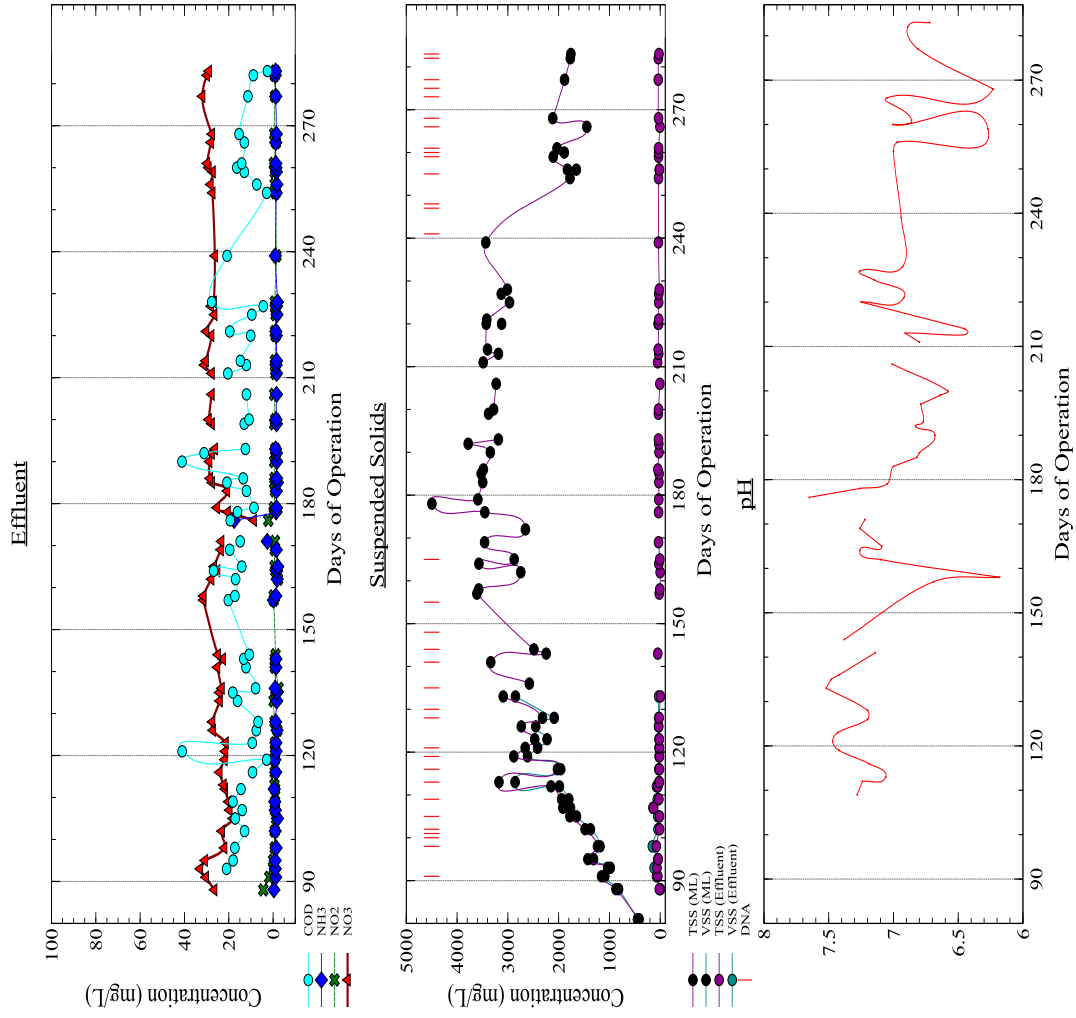 Effluent
Concentration (mg/L)
100
80
60
40
20
0
90
120
150
180
210
240
270
Days of Operation
COD
NH3
NO2
NO3
Suspended Solids
Concentration (mg/L)
5000
4000
3000
2000
1000
0
90
120
150
180
210
240
270
Days of Operation
TSS (ML)
VSS (ML)
TSS (Effluent)
VSS (Effluent)
DNA
pH
8
7.5
7
6.5
6
90
120
150
180
210
240
270
Days of Operation